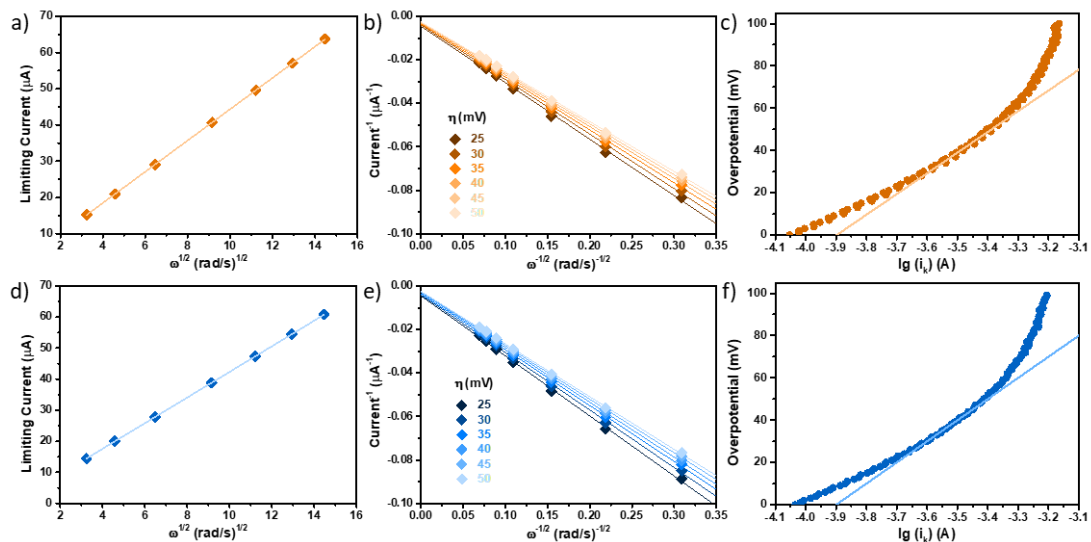 a)
70
60
50
40
30
20
10
2 4 6 8 10 12 14 16
Limiting Current (μA)
ω1/2 (rad/s)1/2
b)
0.00
-0.02
-0.04
-0.06
-0.08
-0.10
0.00 0.05 0.10 0.15 0.20 0.25 0.30 0.35
Current-1 (μA-1)
ω-1/2 (rad/s)-1/2
η (mV)
25
30
35
40
45
50
c)
100
80
60
40
20
0
-4.1 -4.0 -3.9 -3.8 -3.7 -3.6 -3.5 -3.4 -3.3 -3.2 -3.1
Overpotential (mV)
lg (ik) (A)
d)
70
60
50
40
30
20
10
0
2 4 6 8 10 12 14 16
Limiting Current (μA)
ω1/2 (rad/s)1/2
e)
0.00
-0.02
-0.04
-0.06
-0.08
-0.10
0.00 0.05 0.10 0.15 0.20 0.25 0.30 0.35
Current-1 (μA-1)
ω-1/2 (rad/s)-1/2
η (mV)
25
30
35
40
45
50
f)
100
80
60
40
20
0
-4.1 -4.0 -3.9 -3.8 -3.7 -3.6 -3.5 -3.4 -3.3 -3.2 -3.1
Overpotential (mV)
lg (ik) (A)